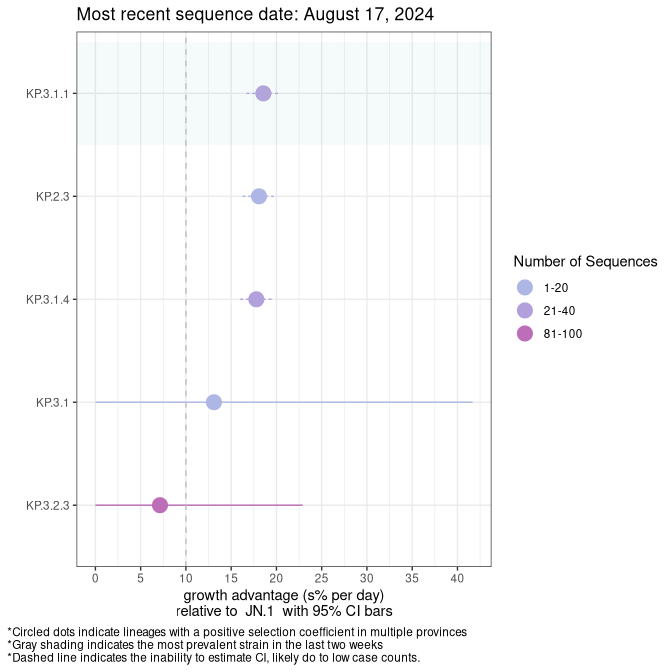 Most recent sequence date: August 17, 2024
KP.3.1.1
KP.2.3
KP.3.1.4
KP.3.1
KP.3.2.3
0 5 10 15 20 25 30 35 40
growth advantage (s% per day)
relative to JN.1 with 95% CI bars
Number of Sequences
1-20
21-40
81-100
*Circled dots indicate lineages with a positive selection coefficient in multiple provinces
*Gray shading indicates the most prevalent strain in the last two weeks
*Dashed line indicates the inability to estimate CI, likely do to low case counts.